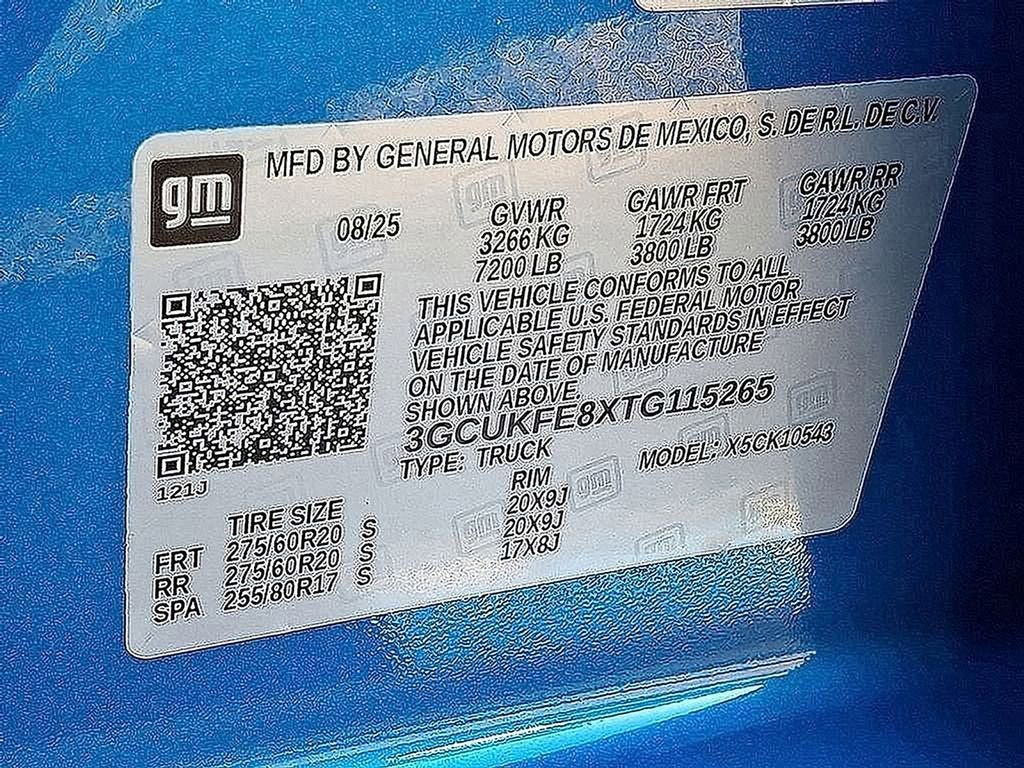 gm
MFD BY GENERAL MOTORS DE MEXICO, S. DE R.L. DE C.V.
08/25
GVWR
3266 KG
7200 LB
GAWR FRT
1724 KG
3800 LB
GAWR RR
1724 KG
3800 LB
THIS VEHICLE CONFORMS TO ALL
APPLICABLE U.S. FEDERAL MOTOR
VEHICLE SAFETY STANDARDS IN EFFECT
ON THE DATE OF MANUFACTURE
SHOWN ABOVE.
3GCUKFE8XTG115265
TYPE: TRUCK MODEL: X5CK10543
121J
TIRE SIZE RIM
FRT 275/60R20 S 20X9J
RR 275/60R20 S 20X9J
SPA 255/80R17 S 17X8J